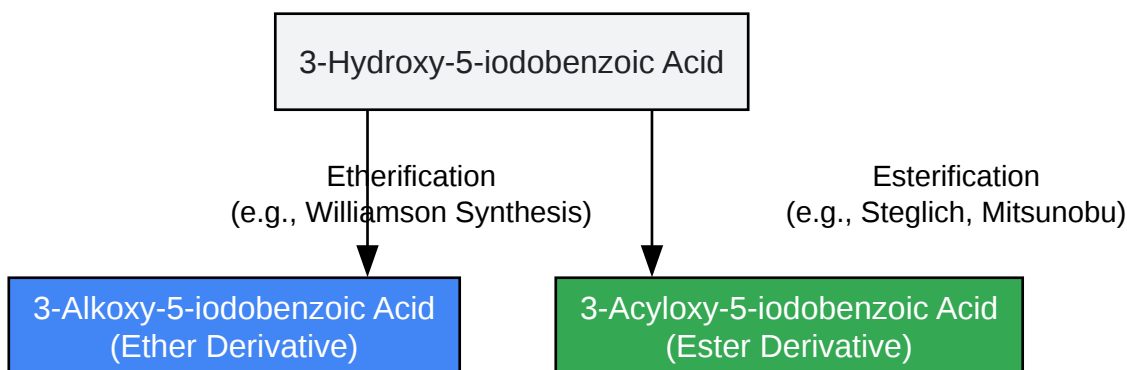 3-Hydroxy-5-iodobenzoic Acid
Etherification
(e.g., Williamson Synthesis)
Esterification
(e.g., Steglich, Mitsunobu)
3-Alkoxy-5-iodobenzoic Acid
(Ether Derivative)
3-Acyloxy-5-iodobenzoic Acid
(Ester Derivative)